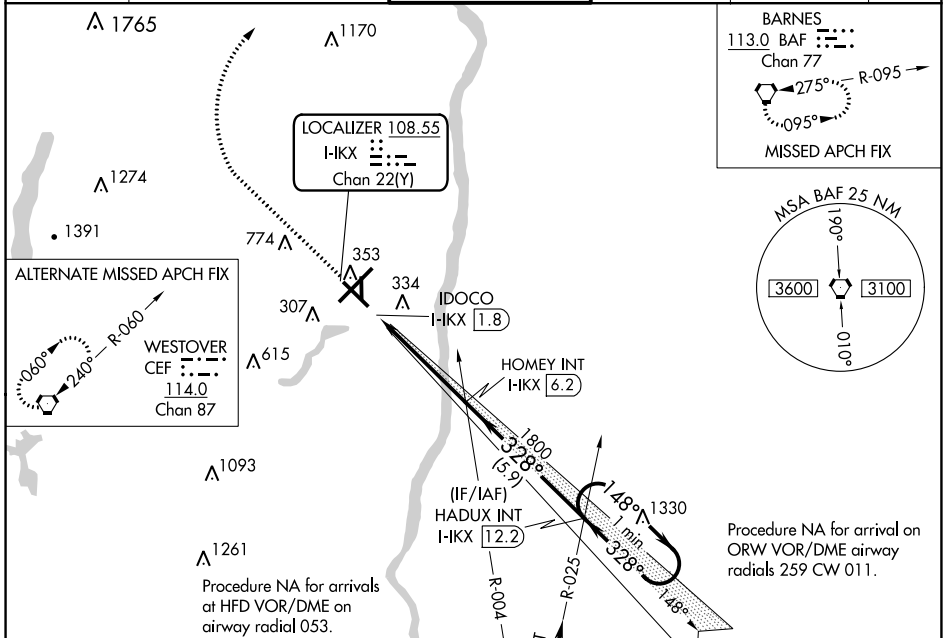 1765
1170
BARNES
113.0 BAF
Chan 77
275°
R-095
095°
MISSED APCH FIX
LOCALIZER 108.55
I-IKX
Chan 22(Y)
1274
1391
774
353
334
307
615
MSA BAF 25 NM
190°
3600
3100
010°
ALTERNATE MISSED APCH FIX
R-060
060°
240°
WESTOVER
CEF
114.0
Chan 87
IDOCO
I-IKX 1.8
HOMEY INT
I-IKX 6.2
1800
328°
(5.9)
(IF/IAF)
HADUX INT
I-IKX 12.2
148°
1330
1 min
328°
148°
1093
1261
R-004
R-025
Procedure NA for arrivals
at HFD VOR/DME on
airway radial 053.
Procedure NA for arrival on
ORW VOR/DME airway
radials 259 CW 011.